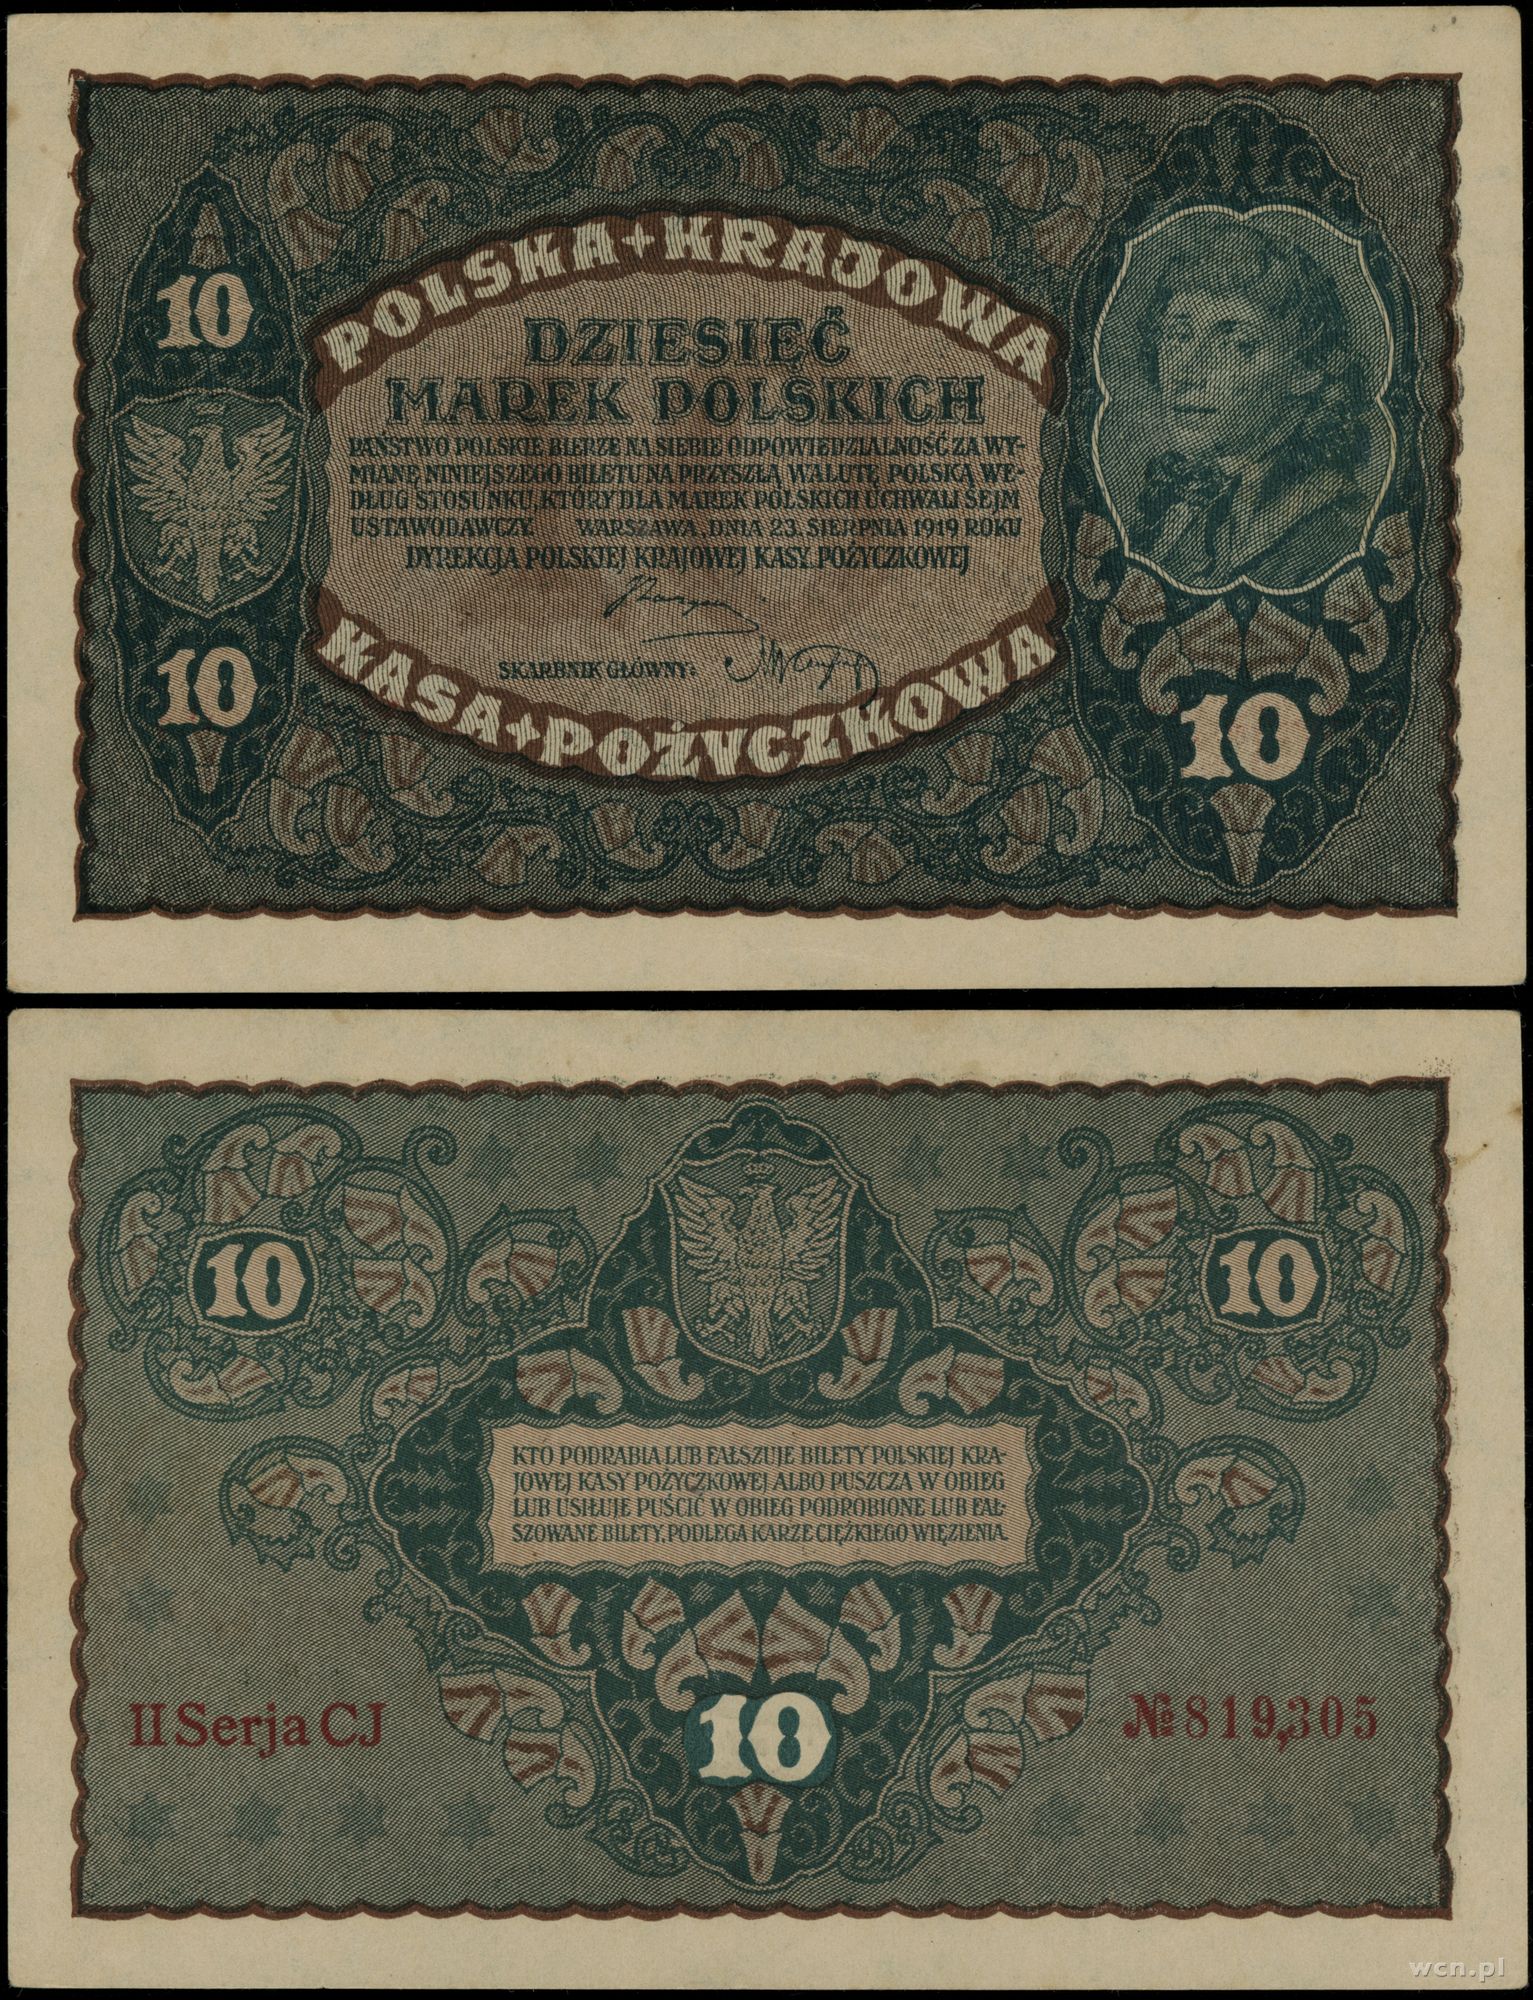 POLSKA + KRAJOWA
10
DZIESIĘĆ
MAREK POLSKICH
PAŃSTWO POLSKIE BIERZE NA SIEBIE ODPOWIEDZIALNOŚĆ ZA WY-
MIANĘ NINIEJSZEGO BILETU NA PRZYSZŁĄ WALUTĘ POLSKĄ WE-
DŁUG STOSUNKU, KTÓRY DLA MAREK POLSKICH UCHWALI SEJM
USTAWODAWCZY. WARSZAWA, DNIA 23. SIERPNIA 1919 ROKU
DYREKCJA POLSKIEJ KRAJOWEJ KASY POŻYCZKOWEJ
SKARBNIK GŁÓWNY:
10
10
KASA + POŻYCZKOWA
10
10
KTO PODRABIA LUB FAŁSZUJE BILETY POLSKIEJ KRA-
JOWEJ KASY POŻYCZKOWEJ ALBO PUSZCZA W OBIEG
LUB USIŁUJE PUŚCIĆ W OBIEG PODROBIONE LUB FAŁ-
SZOWANE BILETY, PODLEGA KARZE CIĘŻKIEGO WIĘZIENIA.
II Serja CJ
№ 819,305
10
wcn.pl